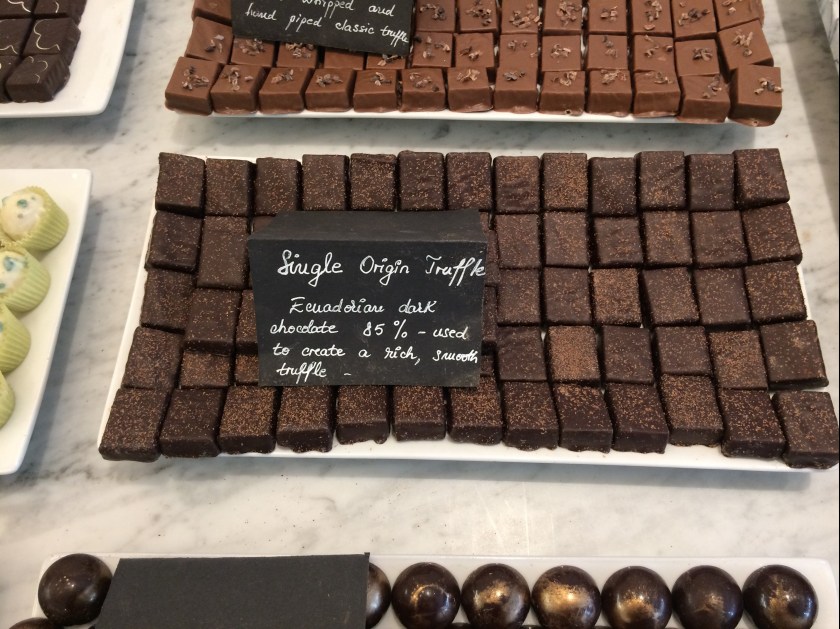 whipped and
hand piped classic truffle
Single Origin Truffle
Ecuadorian dark
chocolate 85% - used
to create a rich, smooth
truffle -